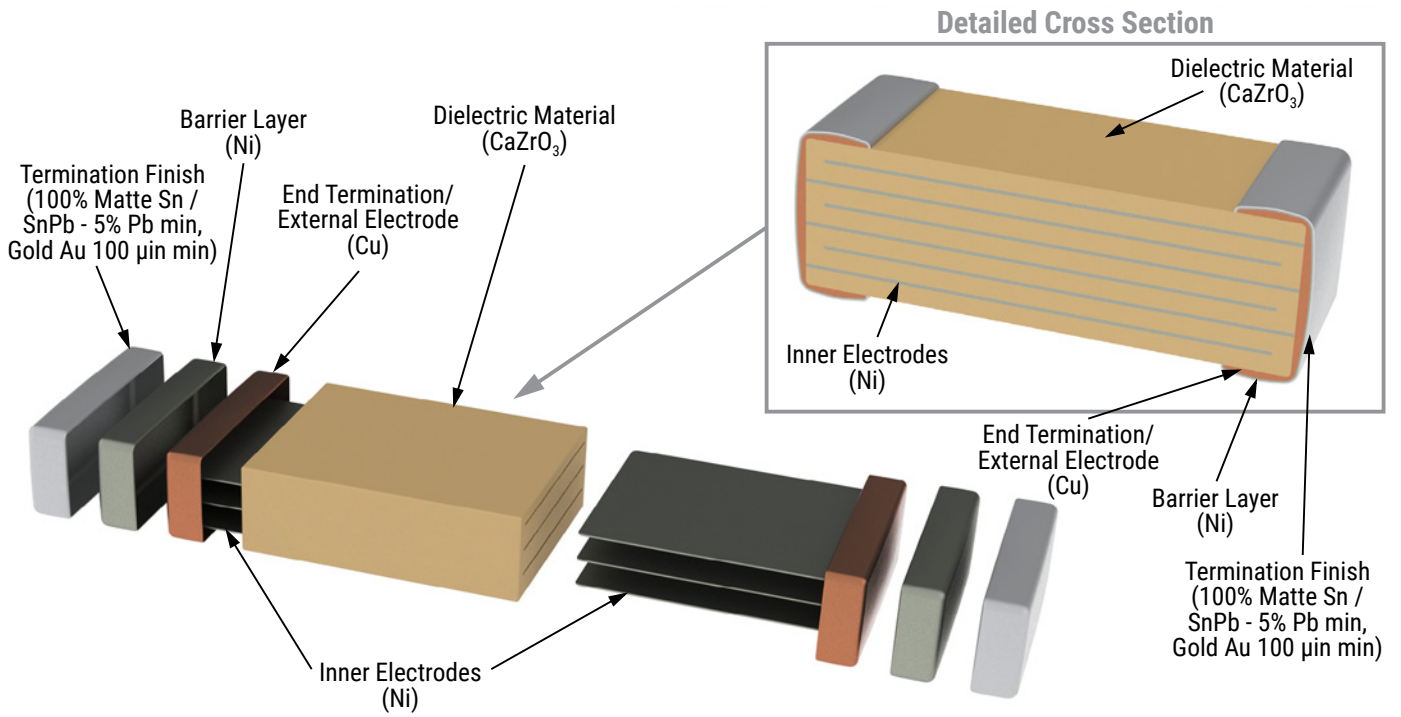 Detailed Cross Section
Dielectric Material
(CaZrO₃)
Inner Electrodes
(Ni)
End Termination/
External Electrode
(Cu)
Barrier Layer
(Ni)
Termination Finish
(100% Matte Sn /
SnPb - 5% Pb min,
Gold Au 100 µin min)
Termination Finish
(100% Matte Sn /
SnPb - 5% Pb min,
Gold Au 100 µin min)
Barrier Layer
(Ni)
End Termination/
External Electrode
(Cu)
Dielectric Material
(CaZrO₃)
Inner Electrodes
(Ni)